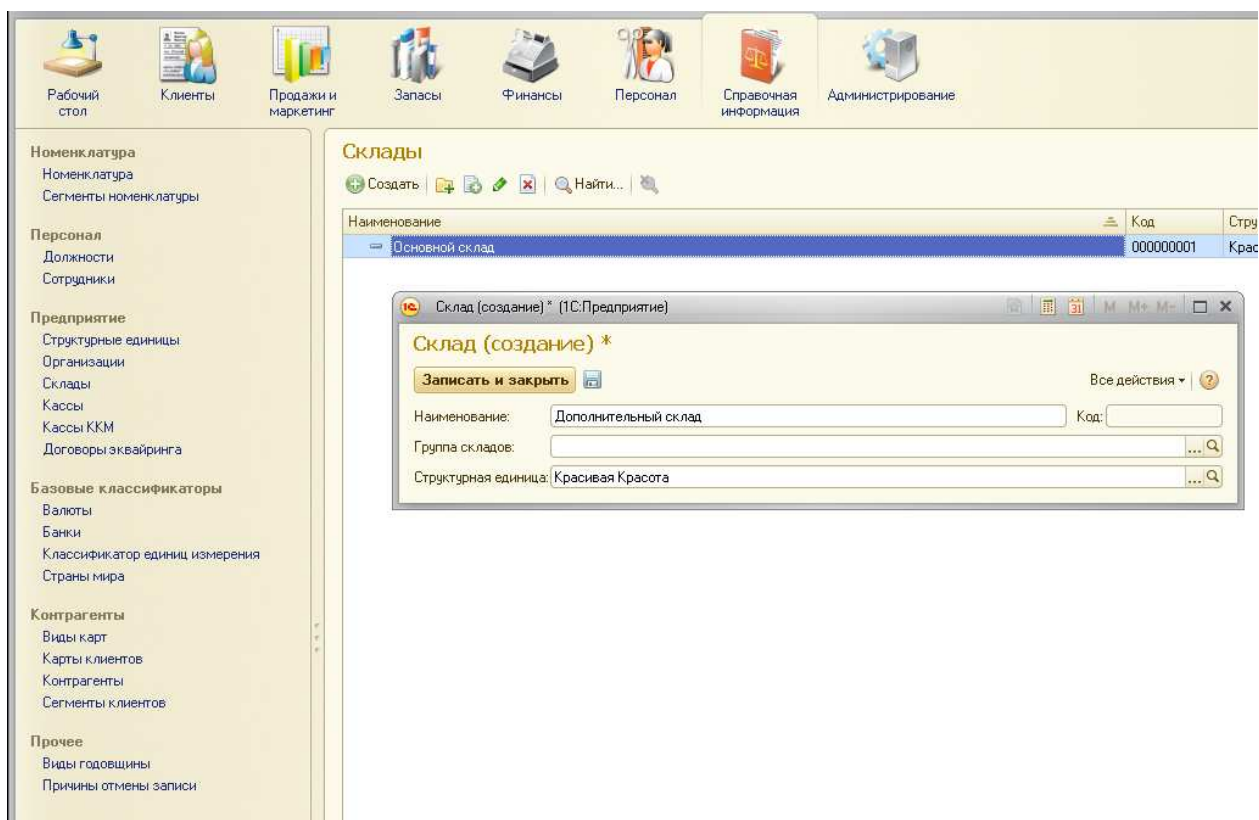 Рабочий стол
Клиенты
Продажи и маркетинг
Запасы
Финансы
Персонал
Справочная информация
Администрирование
Номенклатура
Номенклатура
Сегменты номенклатуры
Персонал
Должности
Сотрудники
Предприятие
Структурные единицы
Организации
Склады
Кассы
Кассы ККМ
Договоры эквайринга
Базовые классификаторы
Валюты
Банки
Классификатор единиц измерения
Страны мира
Контрагенты
Виды карт
Карты клиентов
Контрагенты
Сегменты клиентов
Прочее
Виды годовщины
Причины отмены записи
Склады
Создать Найти...
Наименование Код Стру
Основной склад 000000001 Крас
1С Склад (создание) * (1С:Предприятие) 31 M M+ M-
Склад (создание) *
Записать и закрыть Все действия ?
Наименование: Дополнительный склад Код:
Группа складов: ...
Структурная единица: Красивая Красота ...